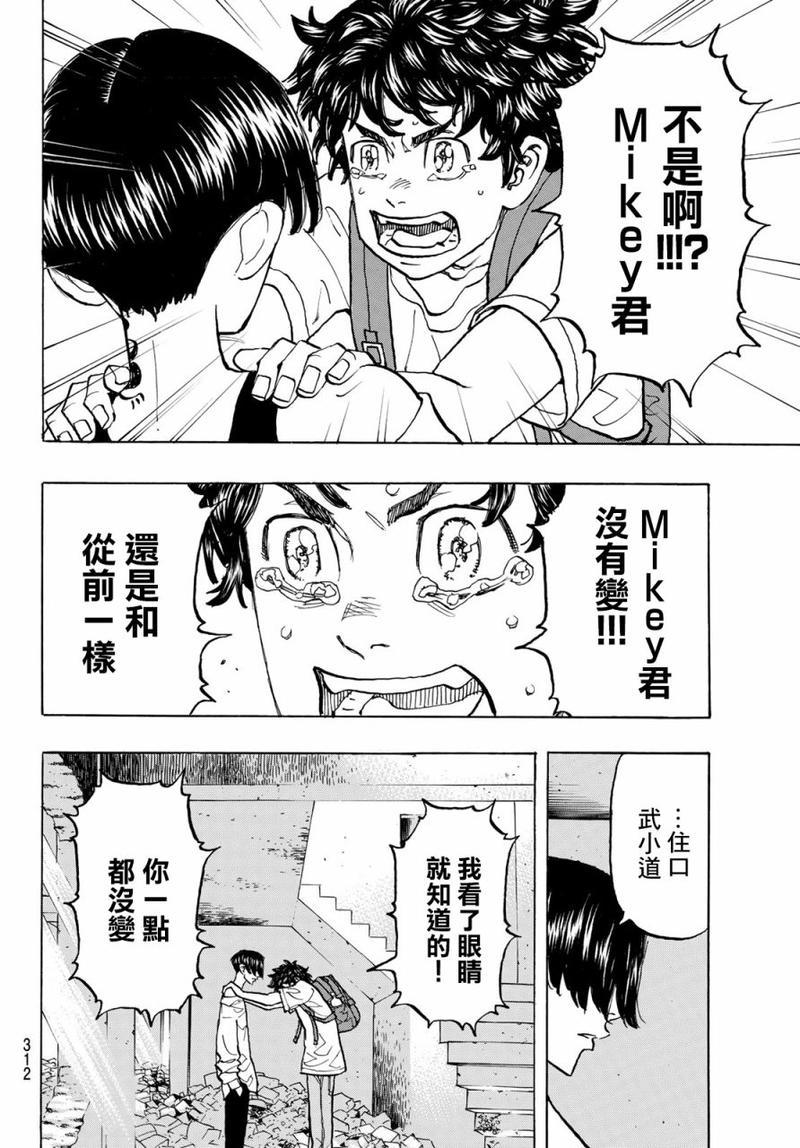 不是啊!!!?
Mikey君
Mikey君
沒有變!!!
還是和
從前一樣
…住口
武小道
我看了眼睛
就知道的！
你一點
都沒變
312